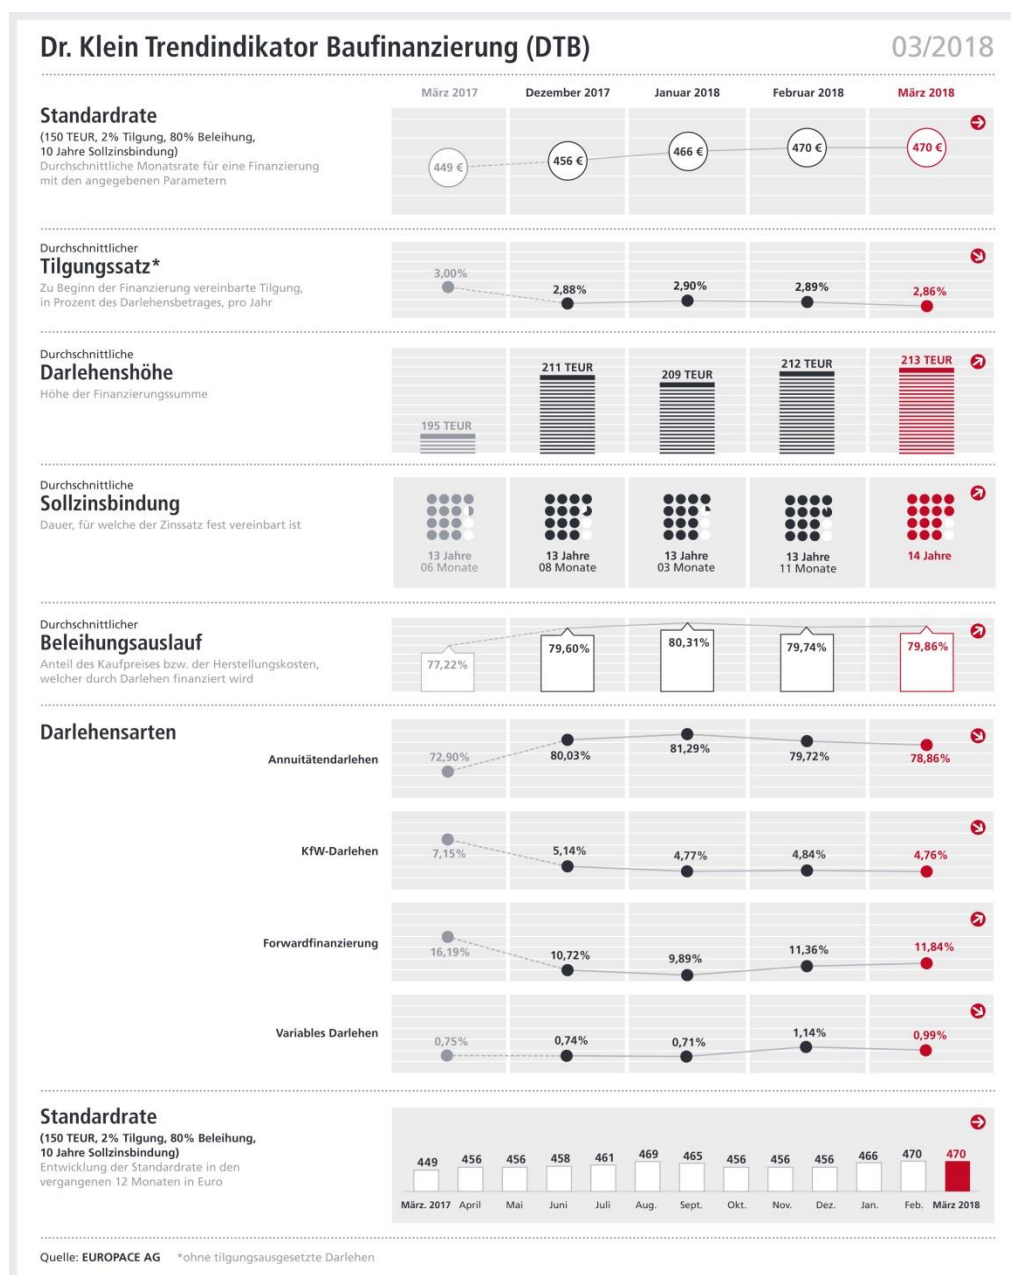 Dr. Klein Trendindikator Baufinanzierung (DTB) 03/2018
März 2017 Dezember 2017 Januar 2018 Februar 2018 März 2018
Standardrate
(150 TEUR, 2% Tilgung, 80% Beleihung,
10 Jahre Sollzinsbindung)
Durchschnittliche Monatsrate für eine Finanzierung
mit den angegebenen Parametern
449 € 456 € 466 € 470 € 470 €
Durchschnittlicher
Tilgungssatz*
Zu Beginn der Finanzierung vereinbarte Tilgung,
in Prozent des Darlehensbetrages, pro Jahr
3,00% 2,88% 2,90% 2,89% 2,86%
Durchschnittliche
Darlehenshöhe
Höhe der Finanzierungssumme
195 TEUR 211 TEUR 209 TEUR 212 TEUR 213 TEUR
Durchschnittliche
Sollzinsbindung
Dauer, für welche der Zinssatz fest vereinbart ist
13 Jahre 13 Jahre 13 Jahre 13 Jahre 14 Jahre
06 Monate 08 Monate 03 Monate 11 Monate
Durchschnittlicher
Beleihungsauslauf
Anteil des Kaufpreises bzw. der Herstellungskosten,
welcher durch Darlehen finanziert wird
77,22% 79,60% 80,31% 79,74% 79,86%
Darlehensarten
Annuitätendarlehen 72,90% 80,03% 81,29% 79,72% 78,86%
KfW-Darlehen 7,15% 5,14% 4,77% 4,84% 4,76%
Forwardfinanzierung 16,19% 10,72% 9,89% 11,36% 11,84%
Variables Darlehen 0,75% 0,74% 0,71% 1,14% 0,99%
Standardrate
(150 TEUR, 2% Tilgung, 80% Beleihung,
10 Jahre Sollzinsbindung)
Entwicklung der Standardrate in den
vergangenen 12 Monaten in Euro
449 456 456 458 461 469 465 456 456 456 466 470 470
März. 2017 April Mai Juni Juli Aug. Sept. Okt. Nov. Dez. Jan. Feb. März 2018
Quelle: EUROPACE AG *ohne tilgungsausgesetzte Darlehen